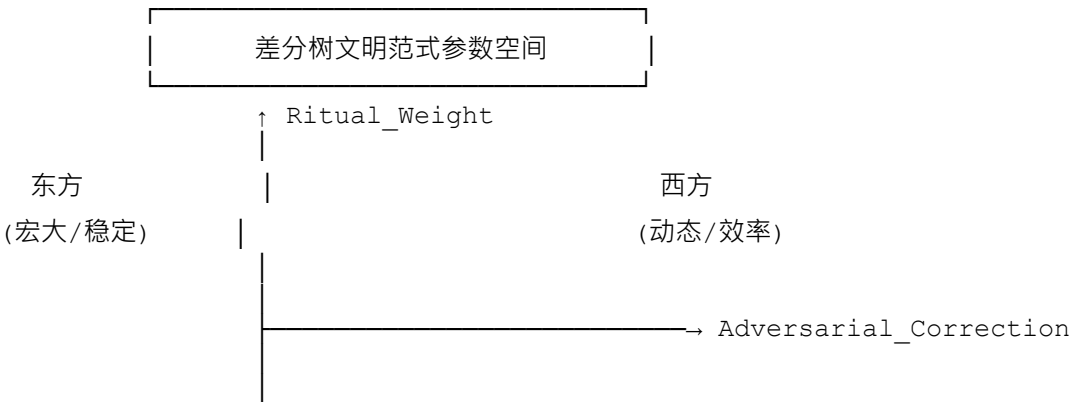 差分树文明范式参数空间
↑ Ritual_Weight
东方 西方
(宏大/稳定) (动态/效率)
→ Adversarial_Correction